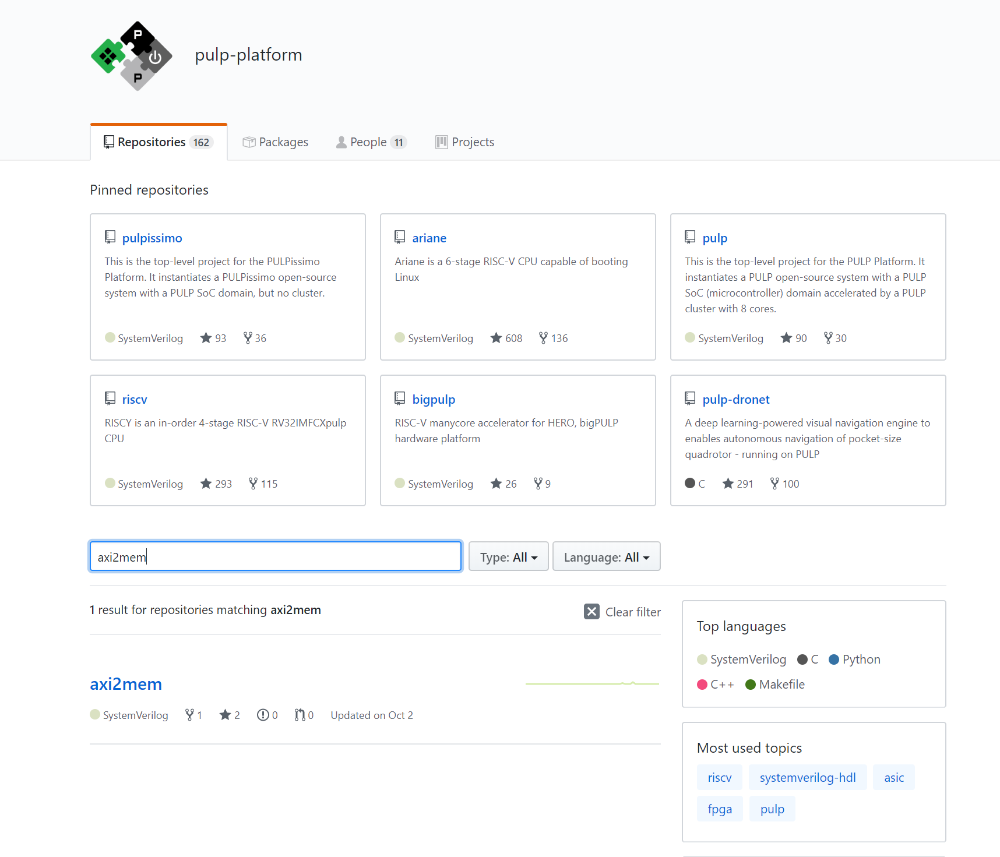 P
P
pulp-platform
Repositories 162
Packages
People 11
Projects
Pinned repositories
pulpissimo
This is the top-level project for the PULPissimo
Platform. It instantiates a PULPissimo open-source
system with a PULP SoC domain, but no cluster.
SystemVerilog 93 36
ariane
Ariane is a 6-stage RISC-V CPU capable of booting
Linux
SystemVerilog 608 136
pulp
This is the top-level project for the PULP Platform. It
instantiates a PULP open-source system with a PULP
SoC (microcontroller) domain accelerated by a PULP
cluster with 8 cores.
SystemVerilog 90 30
riscv
RISCY is an in-order 4-stage RISC-V RV32IMFCXpulp
CPU
SystemVerilog 293 115
bigpulp
RISC-V manycore accelerator for HERO, bigPULP
hardware platform
SystemVerilog 26 9
pulp-dronet
A deep learning-powered visual navigation engine to
enables autonomous navigation of pocket-size
quadrotor - running on PULP
C 291 100
axi2mem
Type: All
Language: All
1 result for repositories matching axi2mem
Clear filter
axi2mem
SystemVerilog 1 2 0 0 Updated on Oct 2
Top languages
SystemVerilog C Python
C++ Makefile
Most used topics
riscv systemverilog-hdl asic
fpga pulp